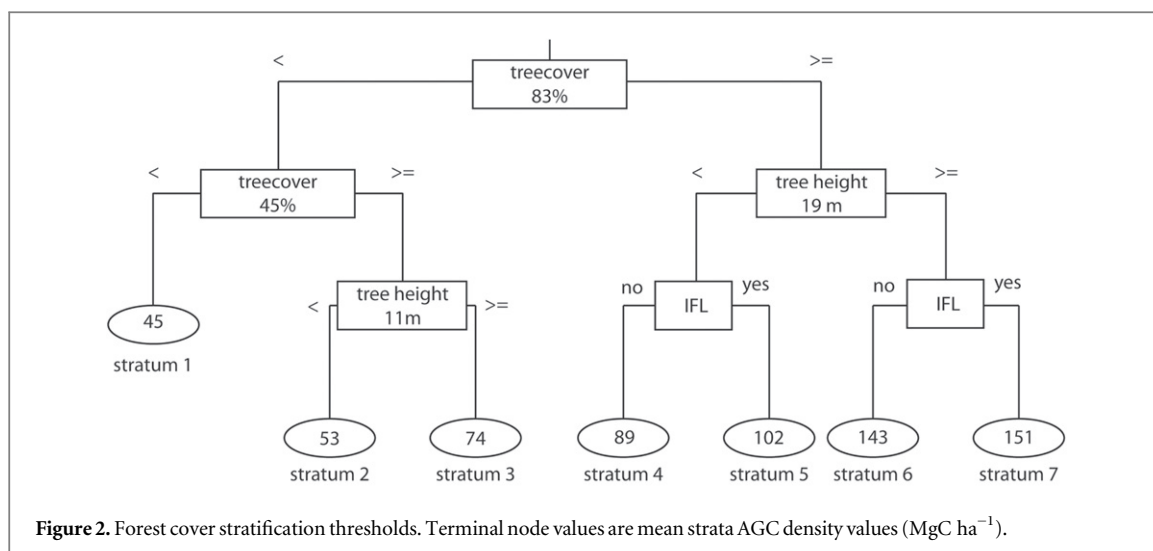 <
treecover
83%
>=
<
treecover
45%
>=
<
tree height
19 m
>=
<
tree height
11m
>=
no
IFL
yes
no
IFL
yes
45
stratum 1
53
stratum 2
74
stratum 3
89
stratum 4
102
stratum 5
143
stratum 6
151
stratum 7
Figure 2. Forest cover stratification thresholds. Terminal node values are mean strata AGC density values (MgC ha⁻¹).